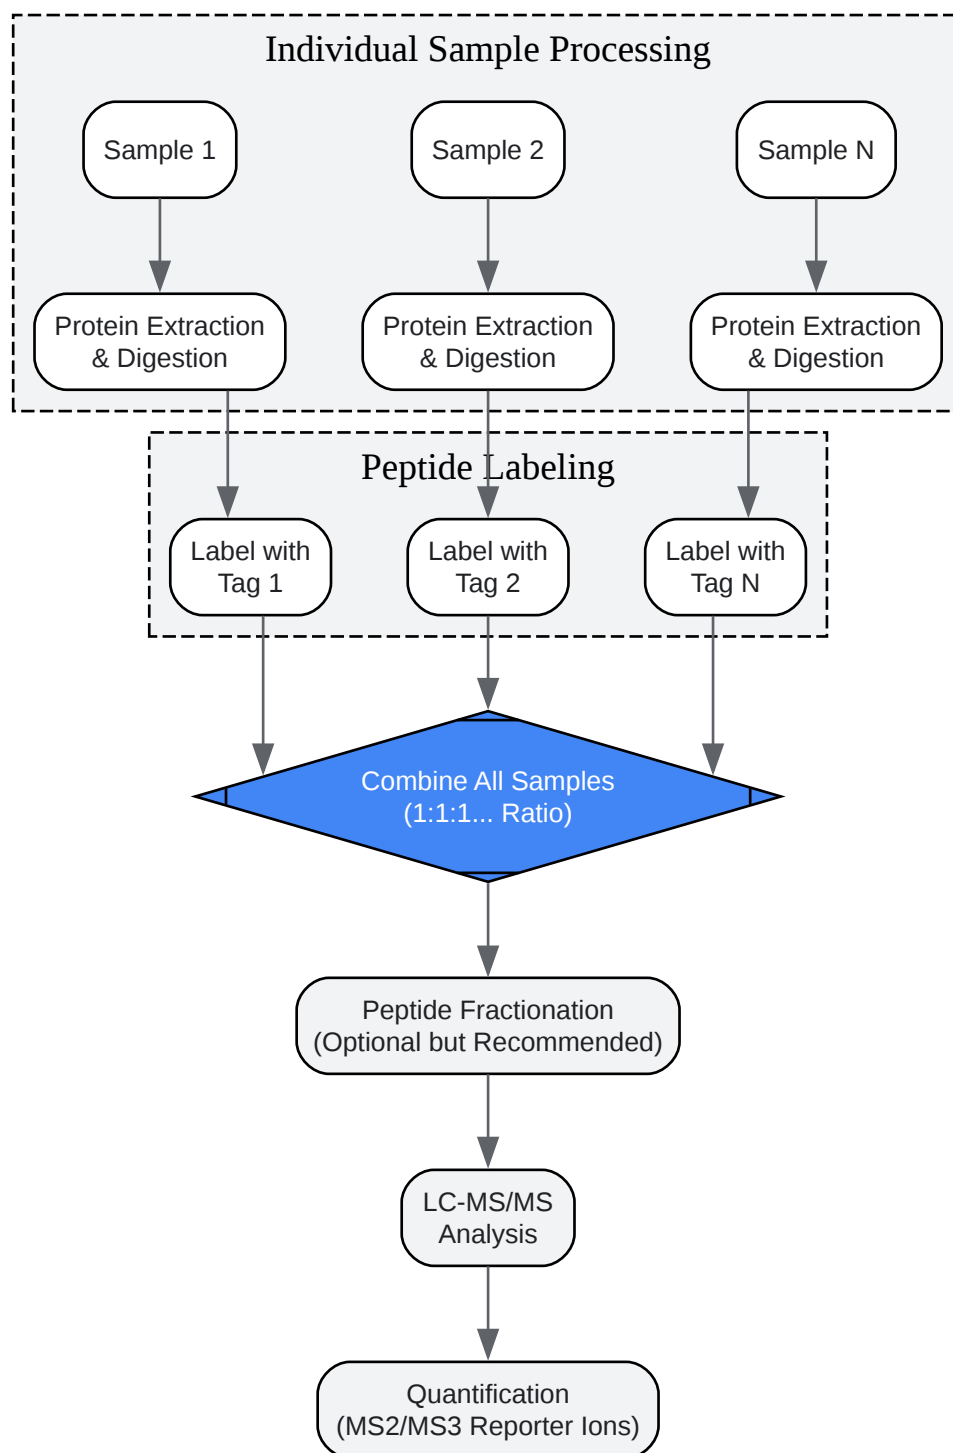 Individual Sample Processing
Sample 1
Sample 2
Sample N
Protein Extraction
& Digestion
Protein Extraction
& Digestion
Protein Extraction
& Digestion
Peptide Labeling
Label with
Tag 1
Label with
Tag 2
Label with
Tag N
Combine All Samples
(1:1:1... Ratio)
Peptide Fractionation
(Optional but Recommended)
LC-MS/MS
Analysis
Quantification
(MS2/MS3 Reporter Ions)